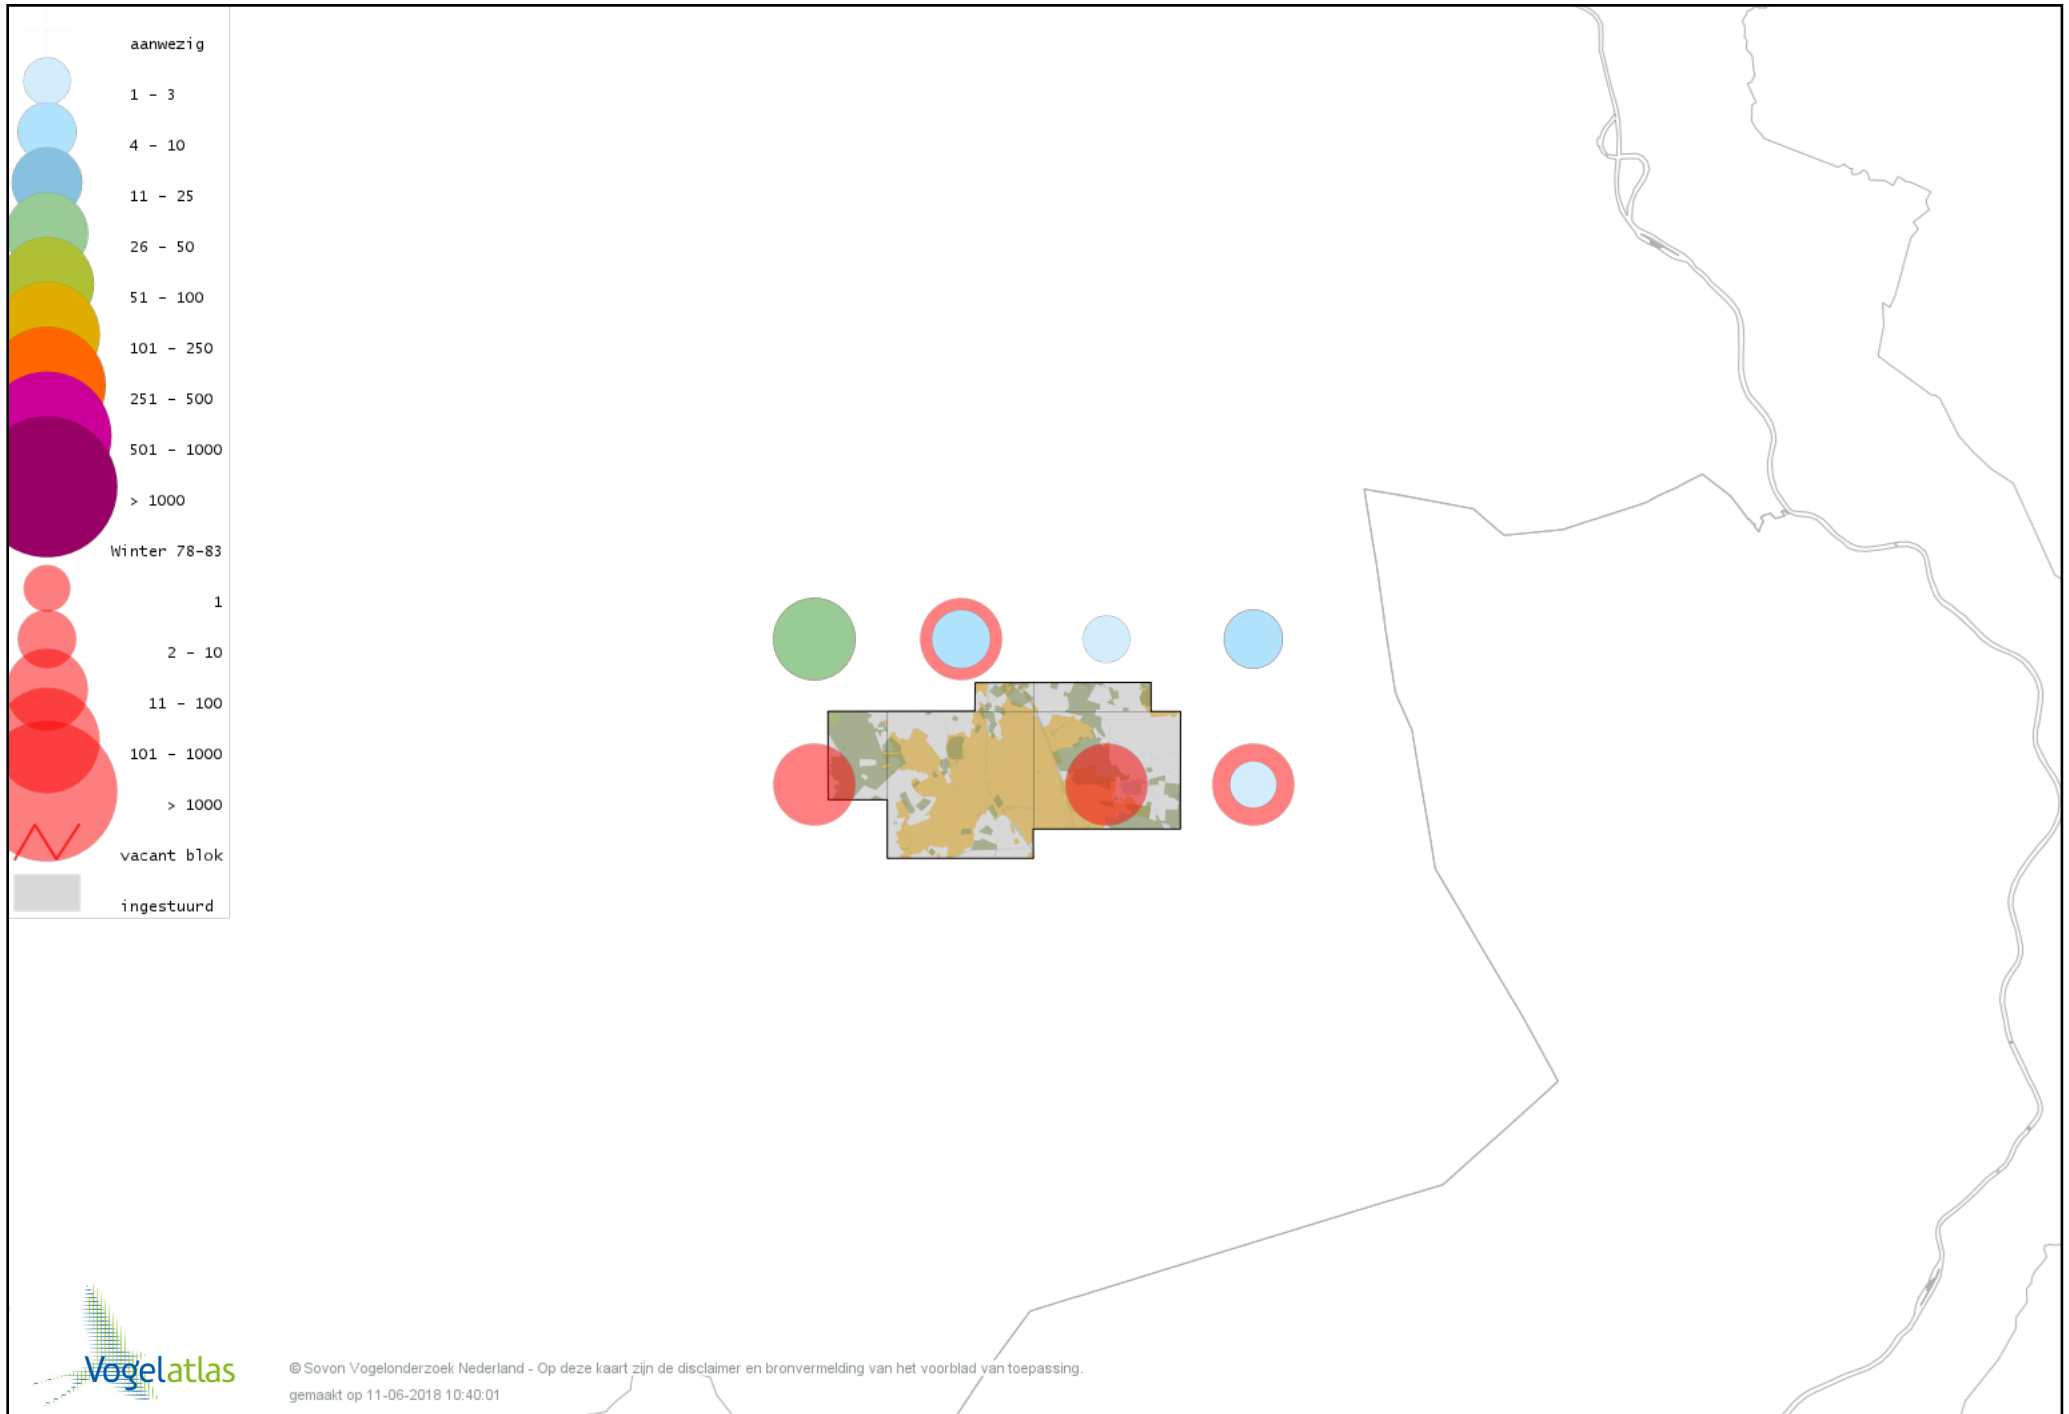 aanwezig
1 - 3
4 - 10
11 - 25
26 - 50
51 - 100
101 - 250
251 - 500
501 - 1000
> 1000
Winter 78-83
1
2 - 10
11 - 100
101 - 1000
> 1000
vacant blok
ingestuurd
Vogelatlas
© Sovon Vogelonderzoek Nederland - Op deze kaart zijn de disclaimer en bronvermelding van het voorblad van toepassing.
gemaakt op 11-06-2018 10:40:01